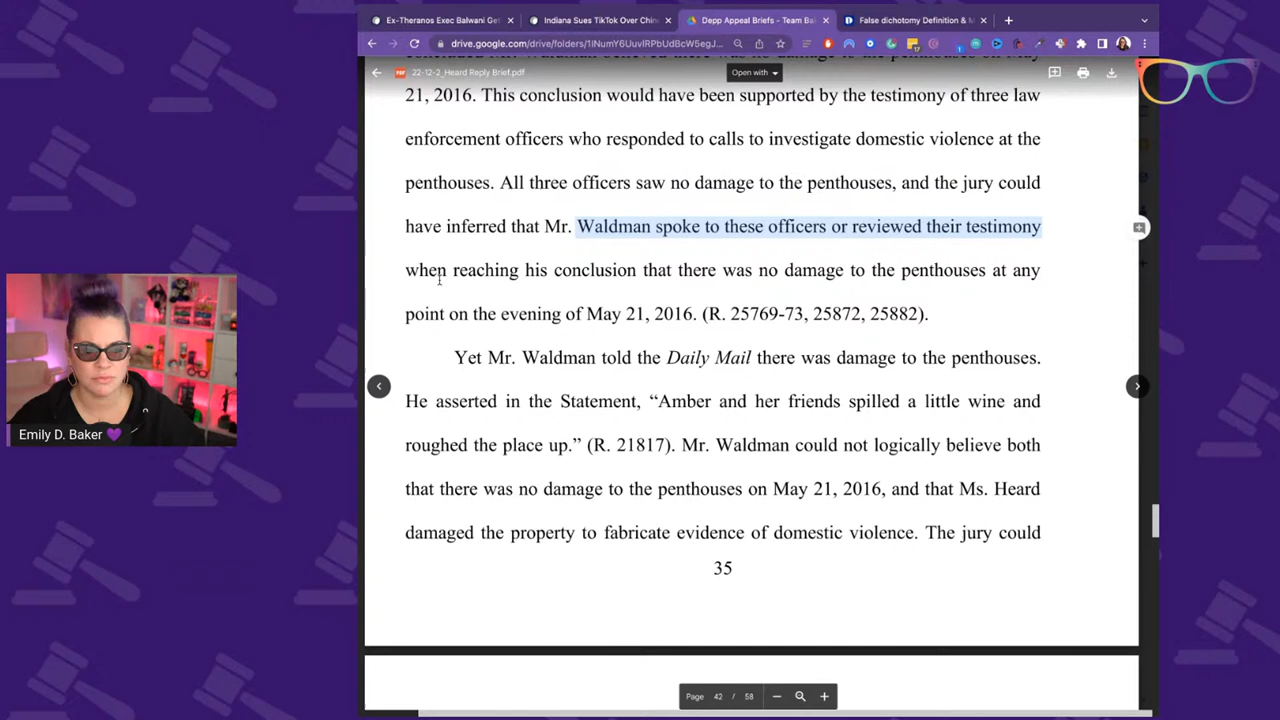 Ex-Theranos Exec Balwani Get
Indiana Sues TikTok Over Chin
Depp Appeal Briefs - Team Ba
False dichotomy Definition & M
drive.google.com/drive/folders/
22-12-2_Heard Reply Brief.pdf
Open with
21, 2016. This conclusion would have been supported by the testimony of three law
enforcement officers who responded to calls to investigate domestic violence at the
penthouses. All three officers saw no damage to the penthouses, and the jury could
have inferred that Mr. Waldman spoke to these officers or reviewed their testimony
when reaching his conclusion that there was no damage to the penthouses at any
point on the evening of May 21, 2016. (R. 25769-73, 25872, 25882).
Yet Mr. Waldman told the Daily Mail there was damage to the penthouses.
He asserted in the Statement, “Amber and her friends spilled a little wine and
roughed the place up.” (R. 21817). Mr. Waldman could not logically believe both
that there was no damage to the penthouses on May 21, 2016, and that Ms. Heard
damaged the property to fabricate evidence of domestic violence. The jury could
35
Emily D. Baker 💜
Page 42 / 58